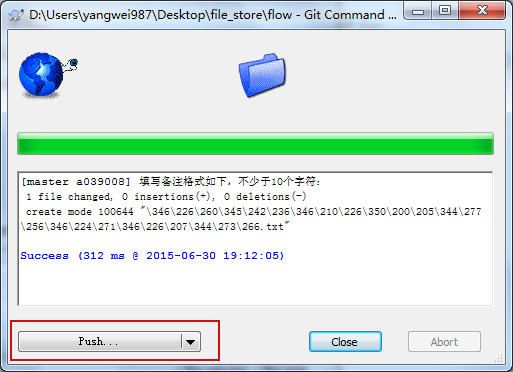 D:\Users\yangwei987\Desktop\file_store\flow - Git Command ...
[master a039008] 填写备注格式如下，不少于10个字符:
1 file changed, 0 insertions(+), 0 deletions(-)
create mode 100644 "\346\226\260\345\242\236\346\210\226\350\200\205\344\277
\256\346\224\271\346\226\207\344\273\266.txt"
Success (312 ms @ 2015-06-30 19:12:05)
Push...
Close
Abort